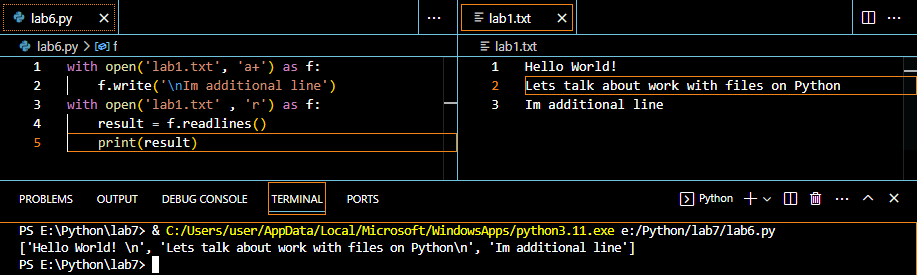 lab6.py
lab6.py > f
1 with open('lab1.txt', 'a+') as f:
2     f.write('\nIm additional line')
3 with open('lab1.txt' , 'r') as f:
4     result = f.readlines()
5     print(result)
lab1.txt
lab1.txt
1 Hello World!
2 Lets talk about work with files on Python
3 Im additional line
PROBLEMS OUTPUT DEBUG CONSOLE TERMINAL PORTS Python
PS E:\Python\lab7> & C:/Users/user/AppData/Local/Microsoft/WindowsApps/python3.11.exe e:/Python/lab7/lab6.py
['Hello World! \n', 'Lets talk about work with files on Python\n', 'Im additional line']
PS E:\Python\lab7>